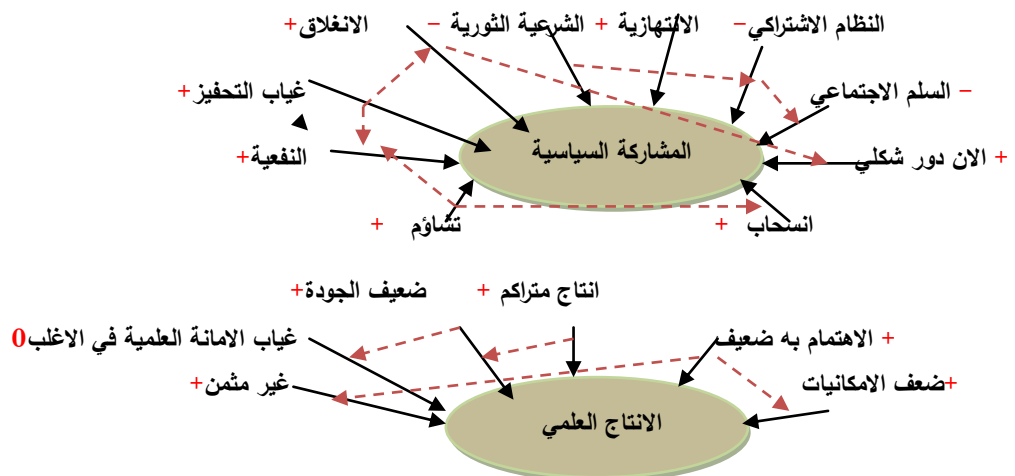 النظام الاشتراكي–
الانتهازية +
الشرعية الثورية –
الانغلاق+
– السلم الاجتماعي
غياب التحفيز+
المشاركة السياسية
+ الان دور شكلي
النفعية+
انسحاب +
تشاؤم +
انتاج متراكم +
ضعيف الجودة+
+ الاهتمام به ضعيف
غياب الامانة العلمية في الاغلب0
+ضعف الامكانيات
غير مثمن+
الانتاج العلمي